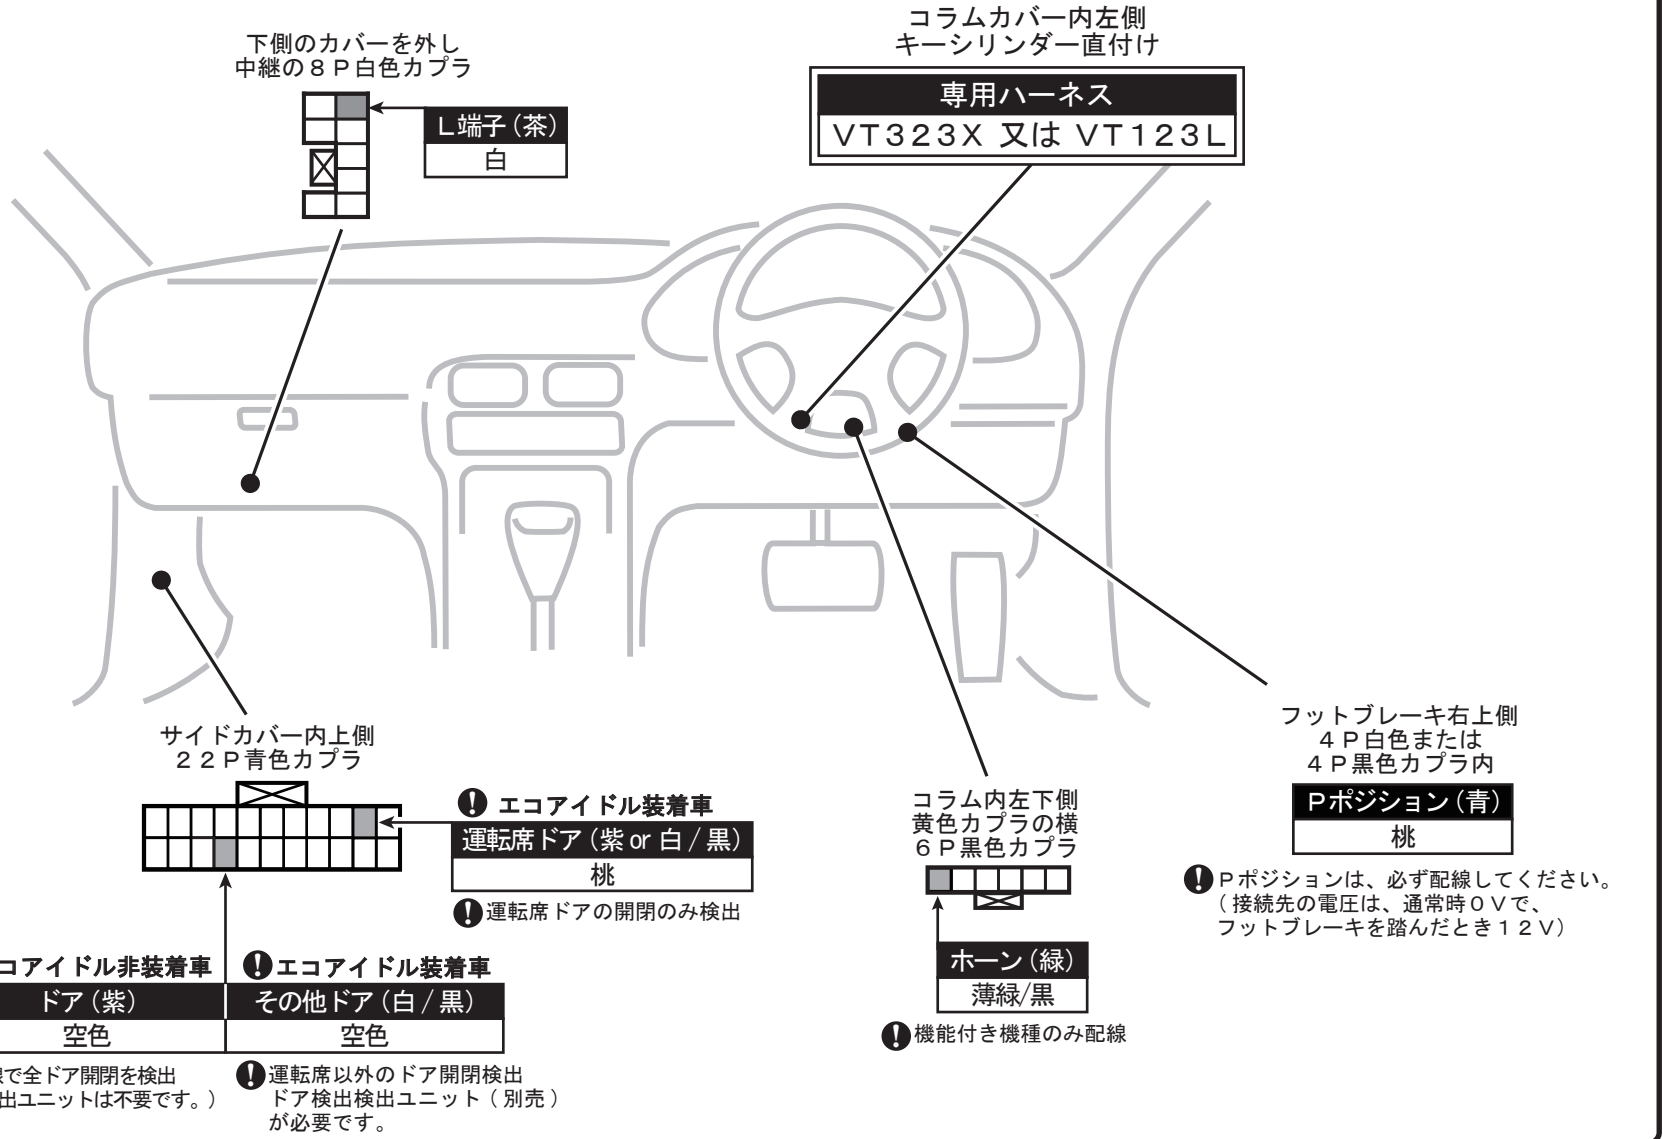 下側のカバーを外し
中継の８Ｐ白色カプラ
Ｌ端子（茶）
白
コラムカバー内左側
キーシリンダー直付け
専用ハーネス
ＶＴ３２３Ｘ 又は ＶＴ１２３Ｌ
サイドカバー内上側
２２Ｐ青色カプラ
エコアイドル装着車
運転席ドア（紫 or 白 / 黒）
桃
運転席ドアの開閉のみ検出
コアイドル非装着車
ドア（紫）
空色
で全ドア開閉を検出
出ユニットは不要です。）
エコアイドル装着車
その他ドア（白 / 黒）
空色
運転席以外のドア開閉検出
ドア検出検出ユニット（別売）
が必要です。
コラム内左下側
黄色カプラの横
６Ｐ黒色カプラ
ホーン（緑）
薄緑/黒
機能付き機種のみ配線
フットブレーキ右上側
４Ｐ白色または
４Ｐ黒色カプラ内
Ｐポジション（青）
桃
Ｐポジションは、必ず配線してください。
（接続先の電圧は、通常時０Ｖで、
フットブレーキを踏んだとき１２Ｖ）